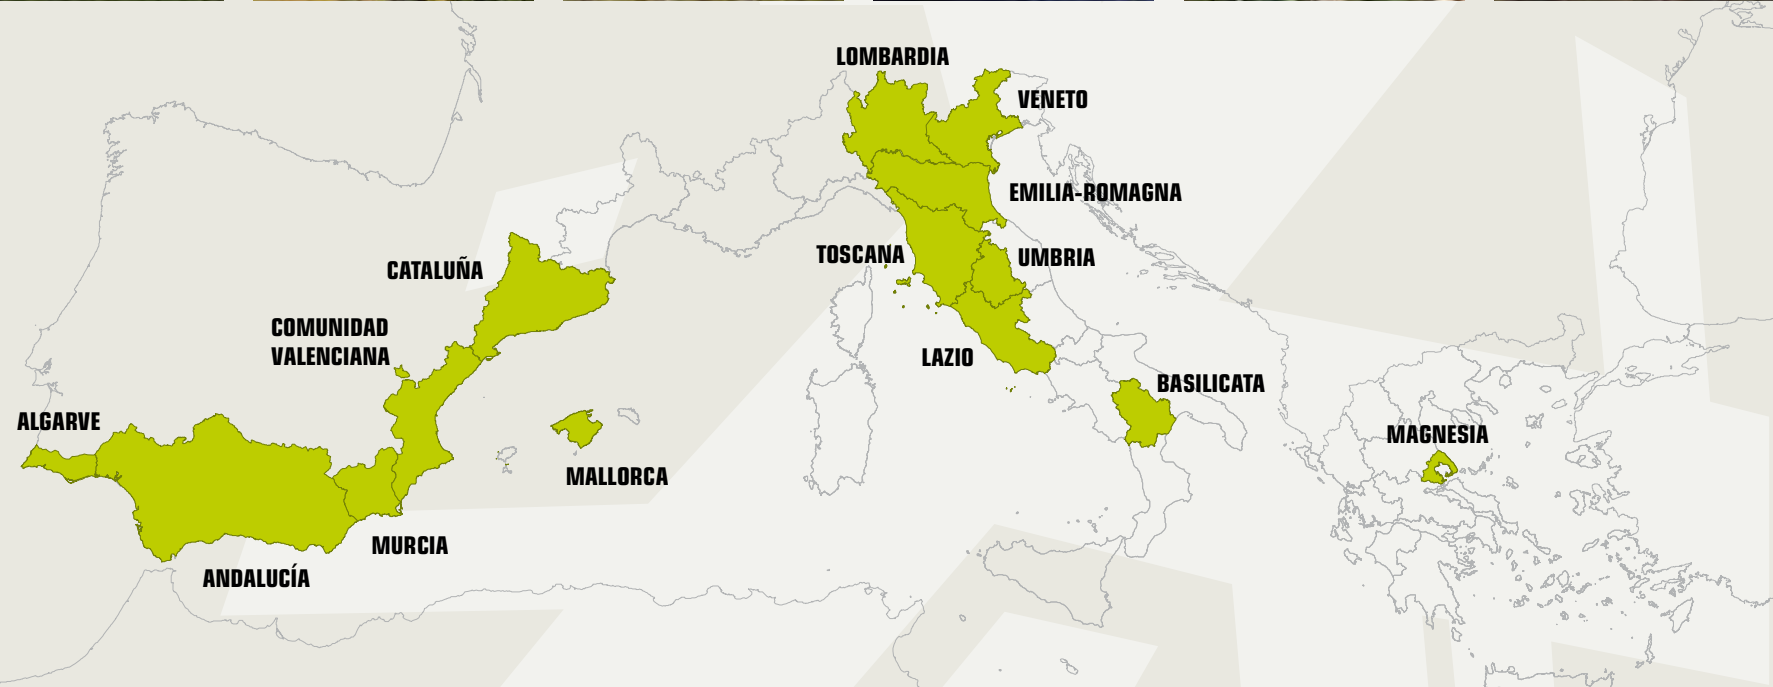 LOMBARDIA
VENETO
EMILIA-ROMAGNA
TOSCANA
UMBRIA
CATALUÑA
COMUNIDAD
VALENCIANA
LAZIO
BASILICATA
ALGARVE
MAGNESIA
MALLORCA
MURCIA
ANDALUCÍA